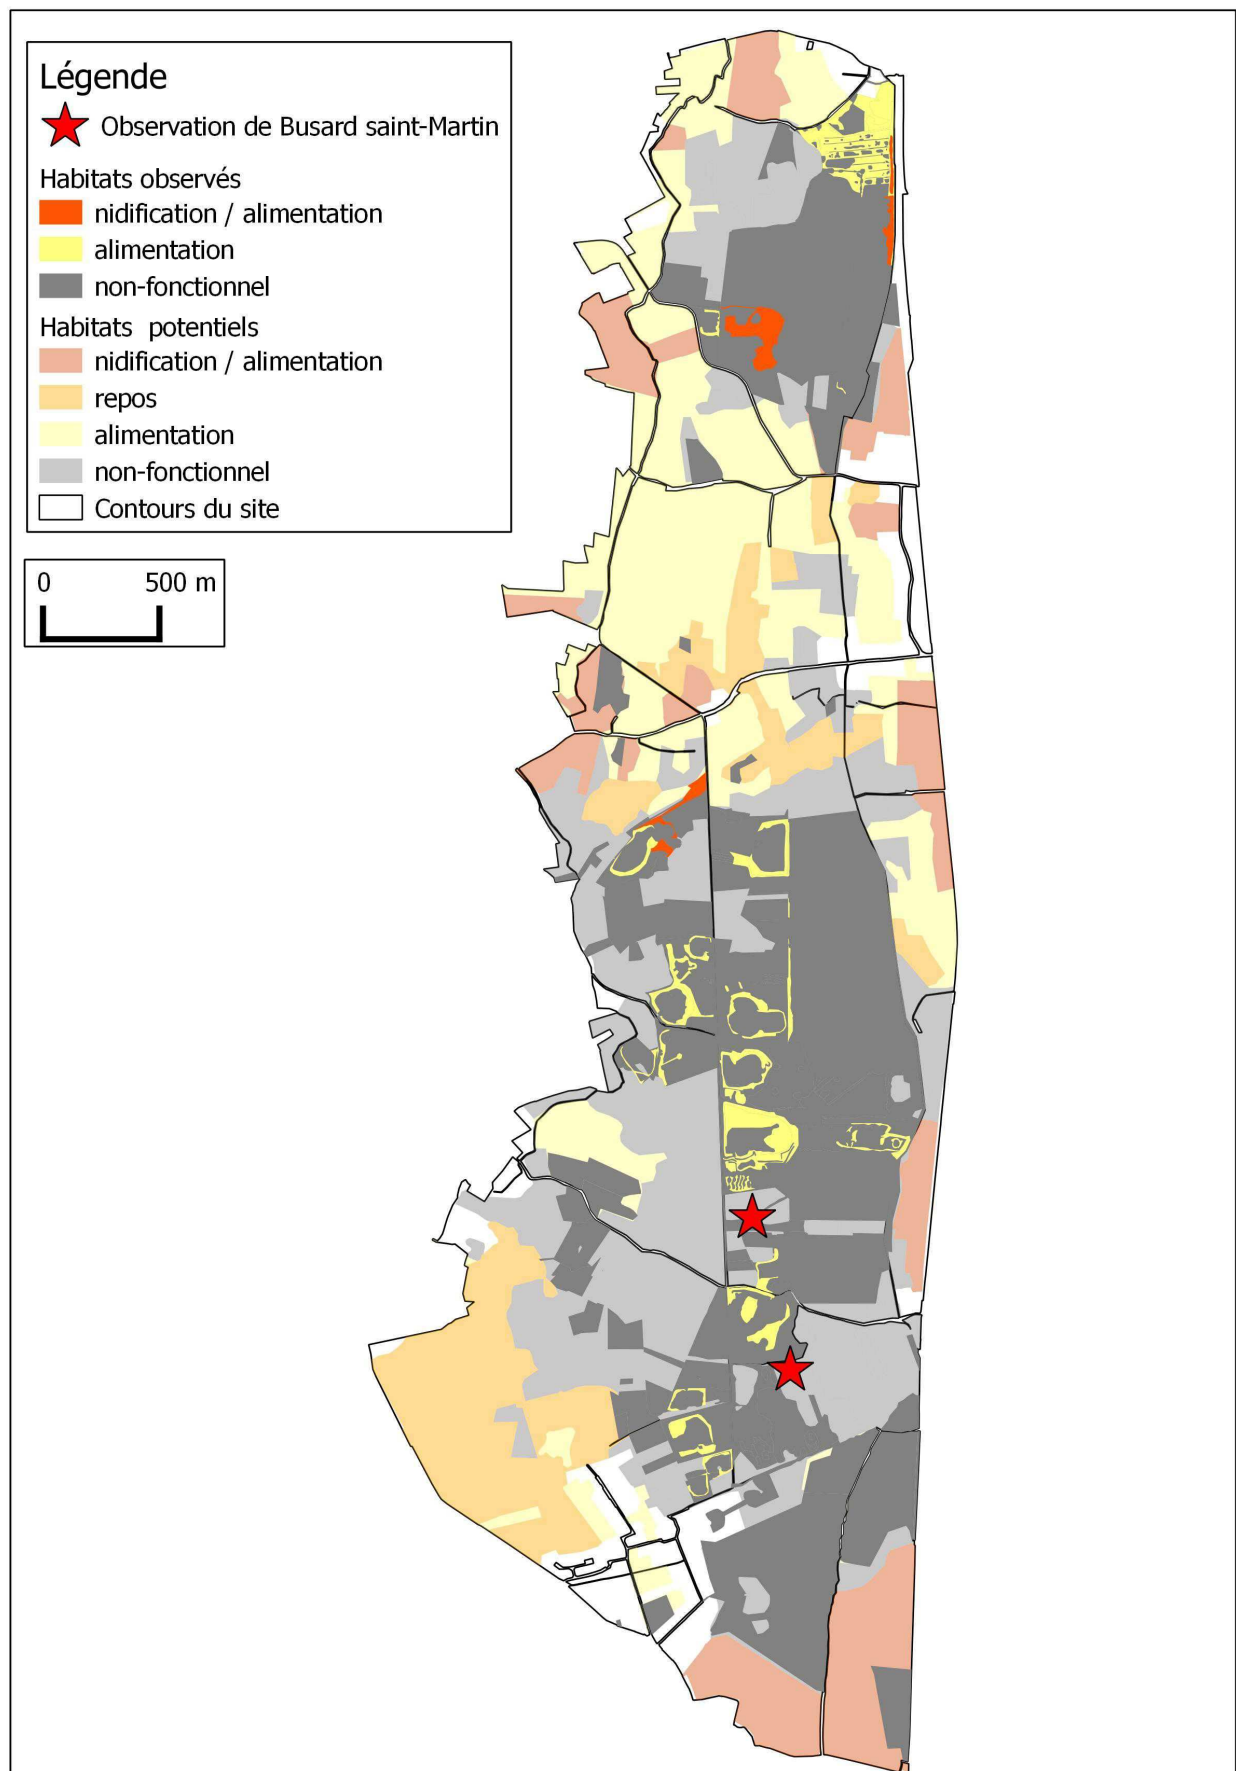 Légende
Observation de Busard saint-Martin
Habitats observés
nidification / alimentation
alimentation
non-fonctionnel
Habitats potentiels
nidification / alimentation
repos
alimentation
non-fonctionnel
Contours du site
0 500 m